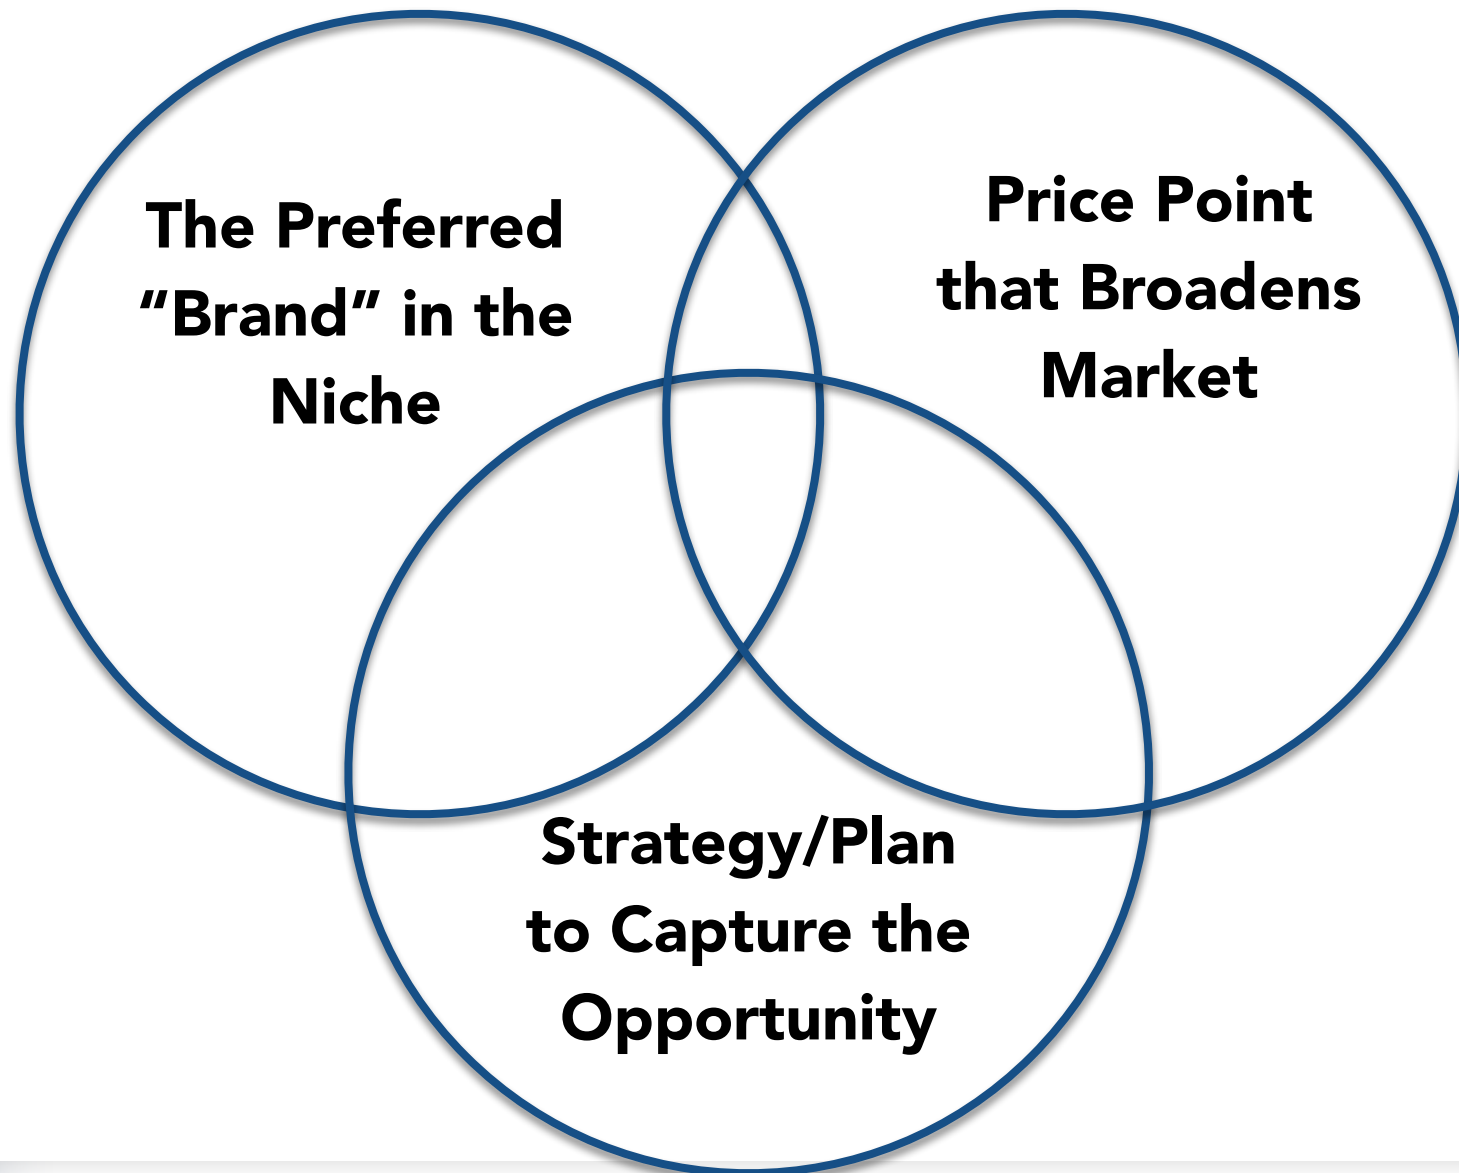 The Preferred
“Brand” in the
Niche
Price Point
that Broadens
Market
Strategy/Plan
to Capture the
Opportunity